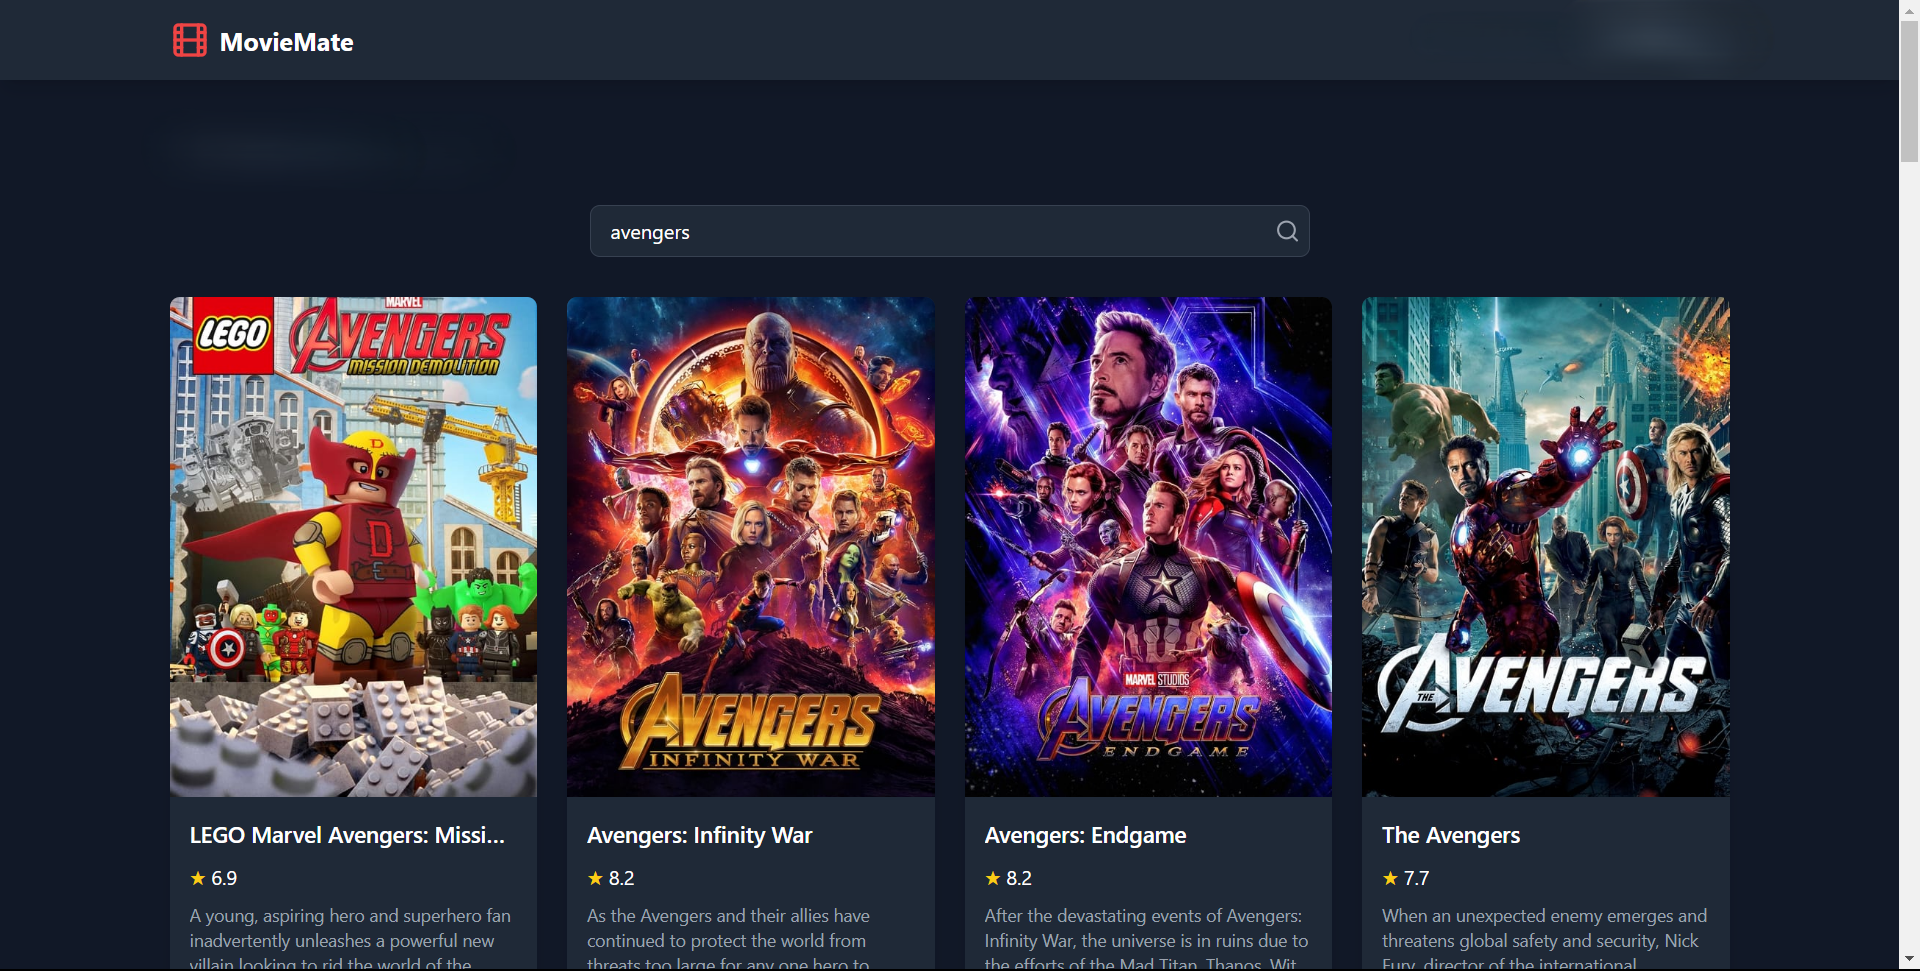 MovieMate
avengers
LEGO
MARVEL
AVENGERS
MISSION DEMOLITION
D
D
AVENGERS
INFINITY WAR
MARVEL STUDIOS
AVENGERS
ENDGAME
THE AVENGERS
LEGO Marvel Avengers: Missi...
★ 6.9
A young, aspiring hero and superhero fan
inadvertently unleashes a powerful new
villain looking to rid the world of the
Avengers: Infinity War
★ 8.2
As the Avengers and their allies have
continued to protect the world from
threats too large for any one hero to
Avengers: Endgame
★ 8.2
After the devastating events of Avengers:
Infinity War, the universe is in ruins due to
the efforts of the Mad Titan, Thanos. Wit
The Avengers
★ 7.7
When an unexpected enemy emerges and
threatens global safety and security, Nick
Fury, director of the international